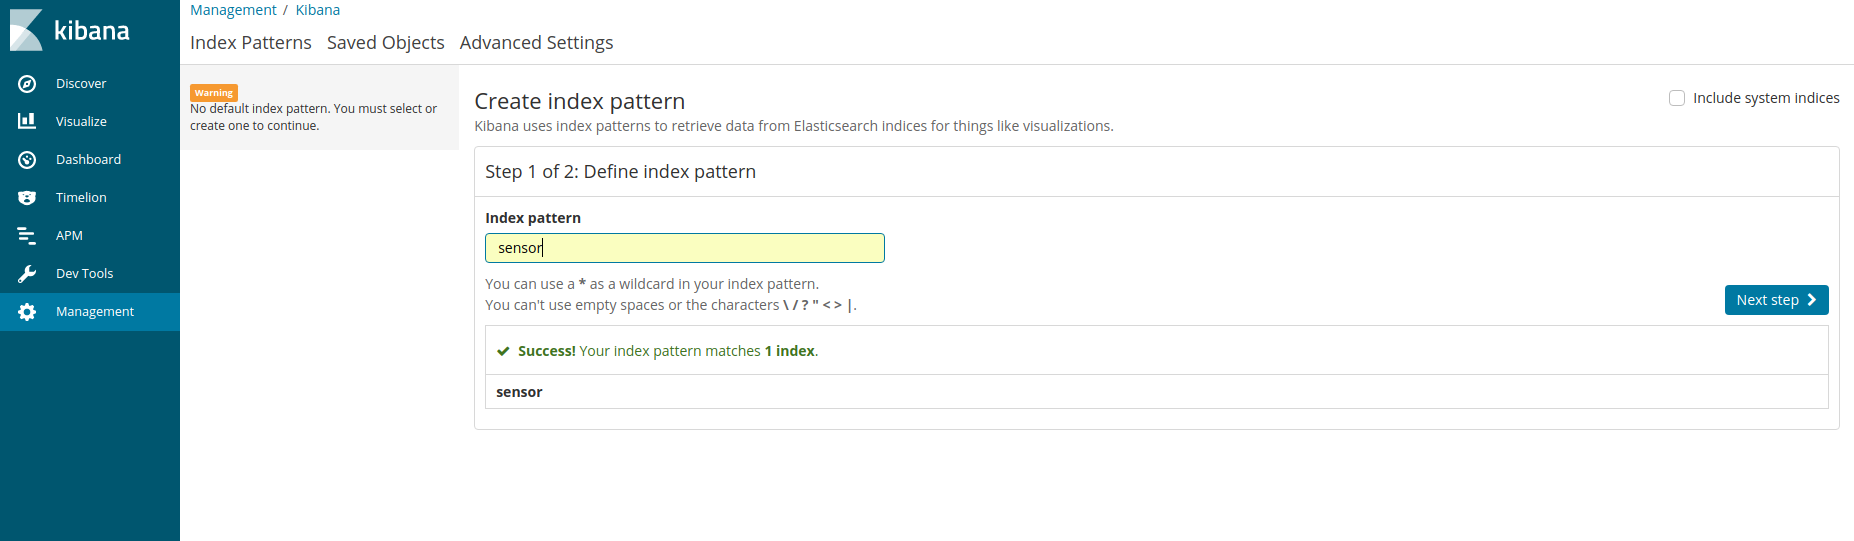 kibana
Discover
Visualize
Dashboard
Timelion
APM
Dev Tools
Management
Management / Kibana
Index Patterns Saved Objects Advanced Settings
Warning
No default index pattern. You must select or
create one to continue.
Create index pattern
Include system indices
Kibana uses index patterns to retrieve data from Elasticsearch indices for things like visualizations.
Step 1 of 2: Define index pattern
Index pattern
sensor
You can use a * as a wildcard in your index pattern.
You can't use empty spaces or the characters \ / ? " < > |.
Next step
Success! Your index pattern matches 1 index.
sensor